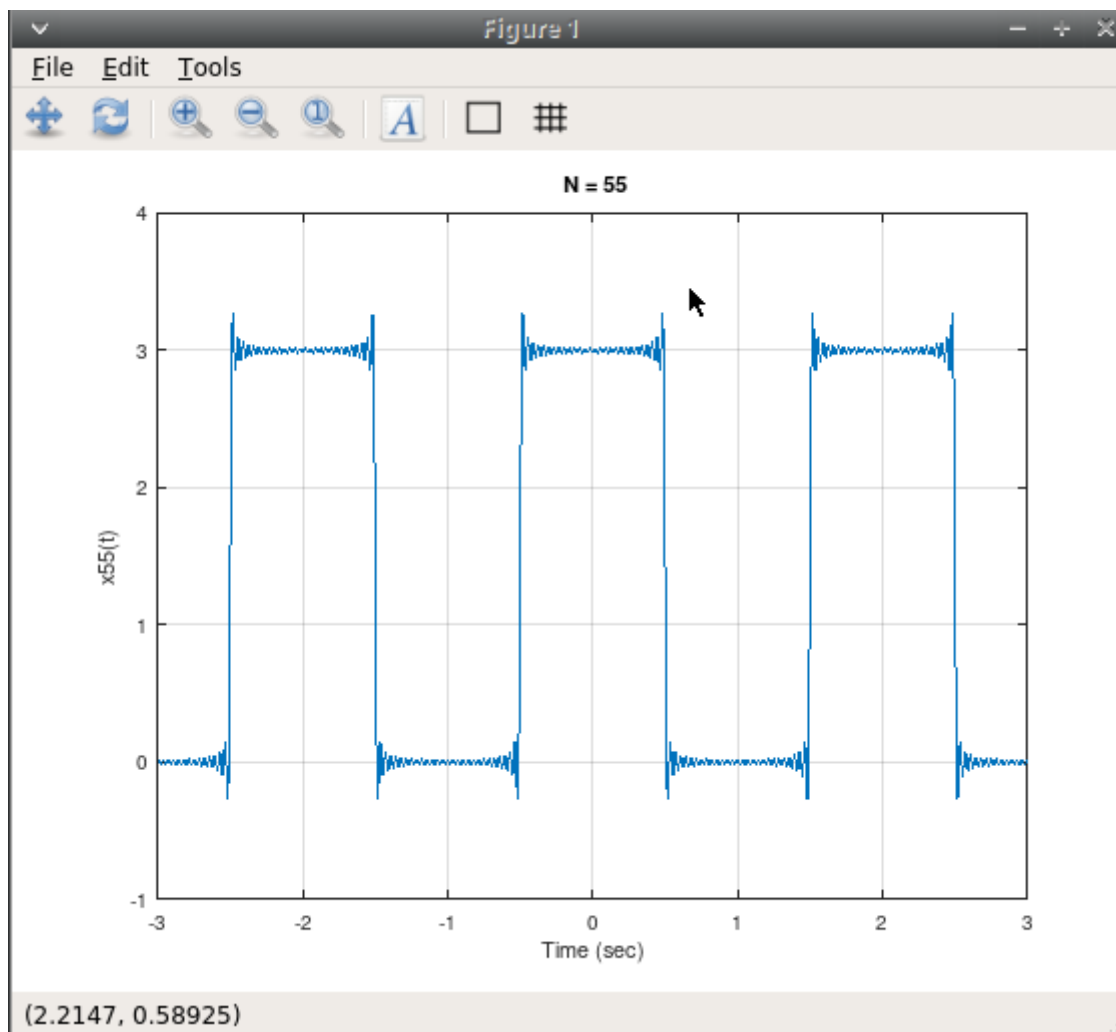 Figure 1
File Edit Tools
A
N = 55
4
3
2
1
0
-1
x55(t)
-3 -2 -1 0 1 2 3
Time (sec)
(2.2147, 0.58925)